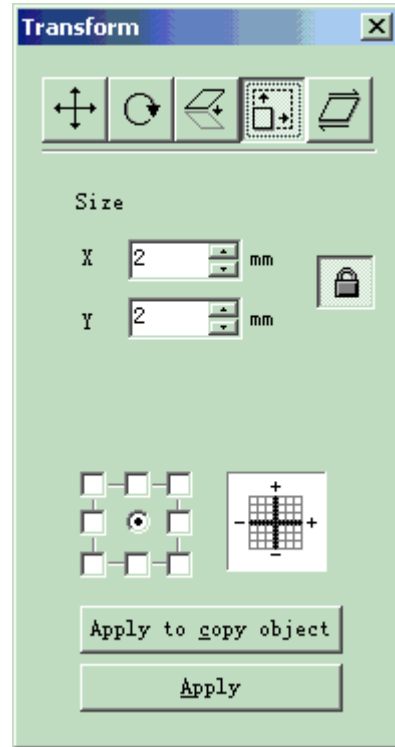 Transform
Size
X 2 mm
Y 2 mm
+
- +
-
Apply to copy object
Apply